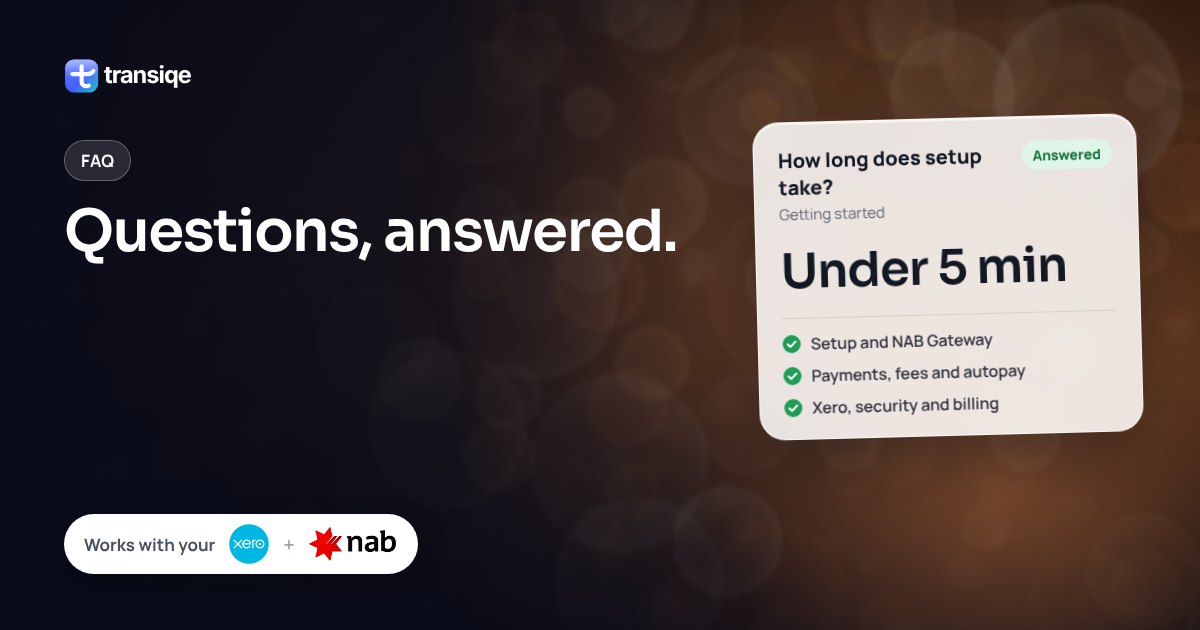 transiqe
FAQ
Questions, answered.
How long does setup
take?
Answered
Getting started
Under 5 min
Setup and NAB Gateway
Payments, fees and autopay
Xero, security and billing
Works with your xero + nab